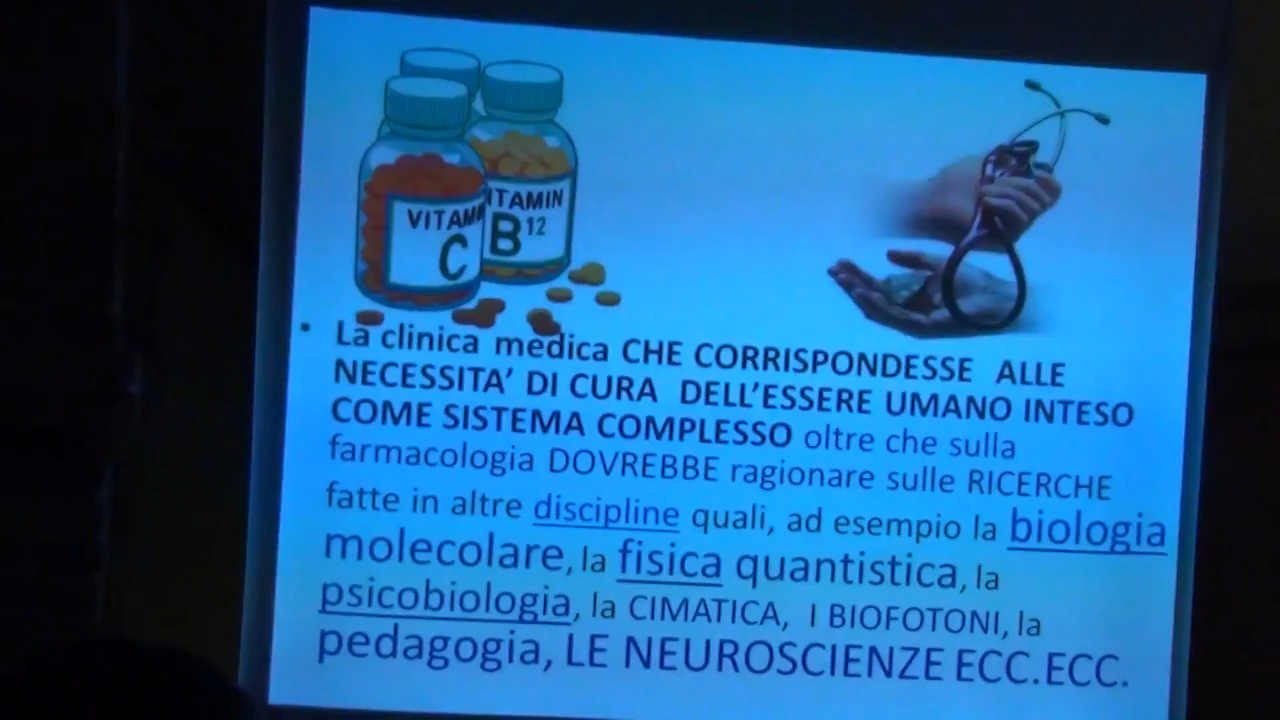 VITAMIN
C
VITAMIN
B12
• La clinica medica CHE CORRISPONDESSE ALLE
NECESSITA' DI CURA DELL'ESSERE UMANO INTESO
COME SISTEMA COMPLESSO oltre che sulla
farmacologia DOVREBBE ragionare sulle RICERCHE
fatte in altre discipline quali, ad esempio la biologia
molecolare, la fisica quantistica, la
psicobiologia, la CIMATICA, I BIOFOTONI, la
pedagogia, LE NEUROSCIENZE ECC.ECC.